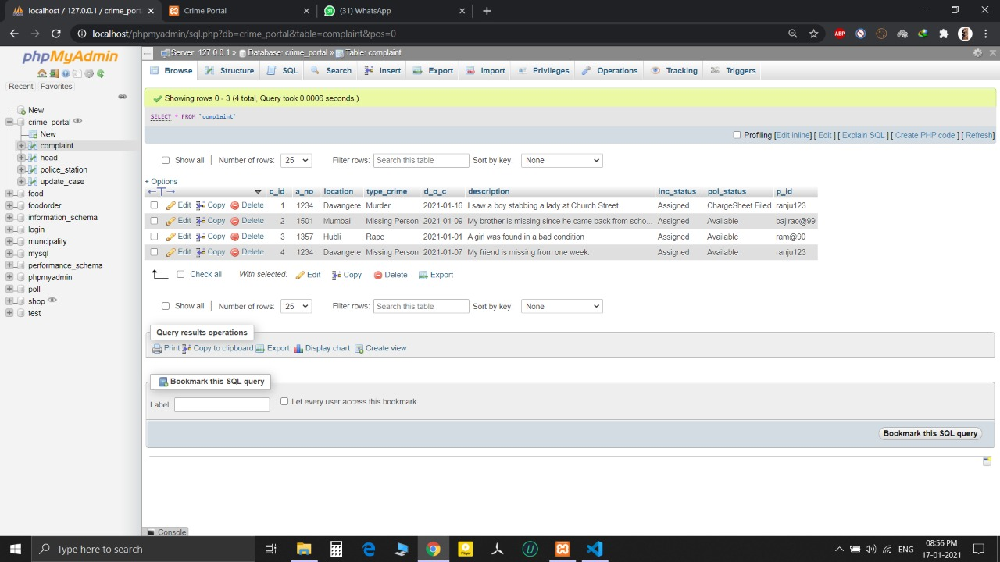 localhost / 127.0.0.1 / crime_port
Crime Portal
(31) WhatsApp
localhost/phpmyadmin/sql.php?db=crime_portal&table=complaint&pos=0
ABP
phpMyAdmin
Recent Favorites
New
crime_portal
New
complaint
head
police_station
update_case
food
foodorder
information_schema
login
muncipality
mysql
performance_schema
phpmyadmin
poll
shop
test
Server: 127.0.0.1 » Database: crime_portal » Table: complaint
Browse Structure SQL Search Insert Export Import Privileges Operations Tracking Triggers
Showing rows 0 - 3 (4 total, Query took 0.0006 seconds.)
SELECT * FROM `complaint`
Profiling [Edit inline] [ Edit ] [ Explain SQL ] [ Create PHP code ] [ Refresh]
Show all | Number of rows: 25 Filter rows: Search this table Sort by key: None
+ Options
←T→ c_id a_no location type_crime d_o_c description inc_status pol_status p_id
Edit Copy Delete 1 1234 Davangere Murder 2021-01-16 I saw a boy stabbing a lady at Church Street. Assigned ChargeSheet Filed ranju123
Edit Copy Delete 2 1501 Mumbai Missing Person 2021-01-09 My brother is missing since he came back from scho... Assigned Available bajirao@99
Edit Copy Delete 3 1357 Hubli Rape 2021-01-01 A girl was found in a bad condition Assigned Available ram@90
Edit Copy Delete 4 1234 Davangere Missing Person 2021-01-07 My friend is missing from one week. Assigned Available ranju123
Check all With selected: Edit Copy Delete Export
Show all | Number of rows: 25 Filter rows: Search this table Sort by key: None
Query results operations
Print Copy to clipboard Export Display chart Create view
Bookmark this SQL query
Label: Let every user access this bookmark
Bookmark this SQL query
Console
Type here to search
ENG
08:56 PM
17-01-2021